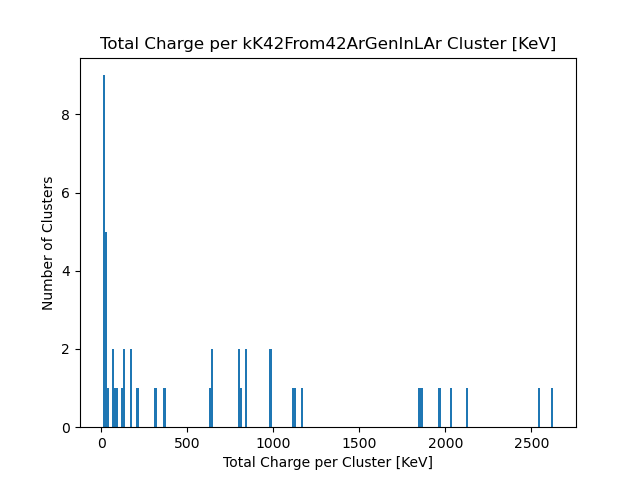 Total Charge per kK42From42ArGenInLAr Cluster [KeV]
Number of Clusters
8
6
4
2
0
0 500 1000 1500 2000 2500
Total Charge per Cluster [KeV]